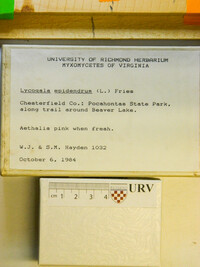 UNIVERSITY OF RICHMOND HERBARIUM
MYXOMYCETES OF VIRGINIA
Lycogala epidendrum (L.) Fries
Chesterfield Co.: Pocahontas State Park,
along trail around Beaver Lake.
Aethalia pink when fresh.
W.J. & S.M. Hayden 1032
October 6, 1984
URV
cm 1 2 3 4